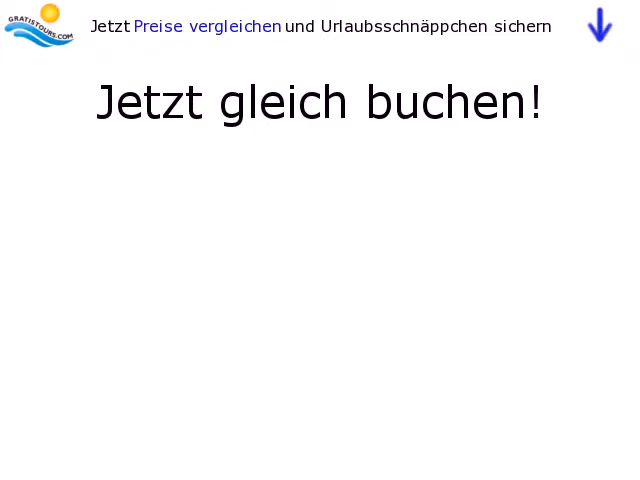 GRATISTOURS.COM
Jetzt Preise vergleichen und Urlaubsschnäppchen sichern
Jetzt gleich buchen!